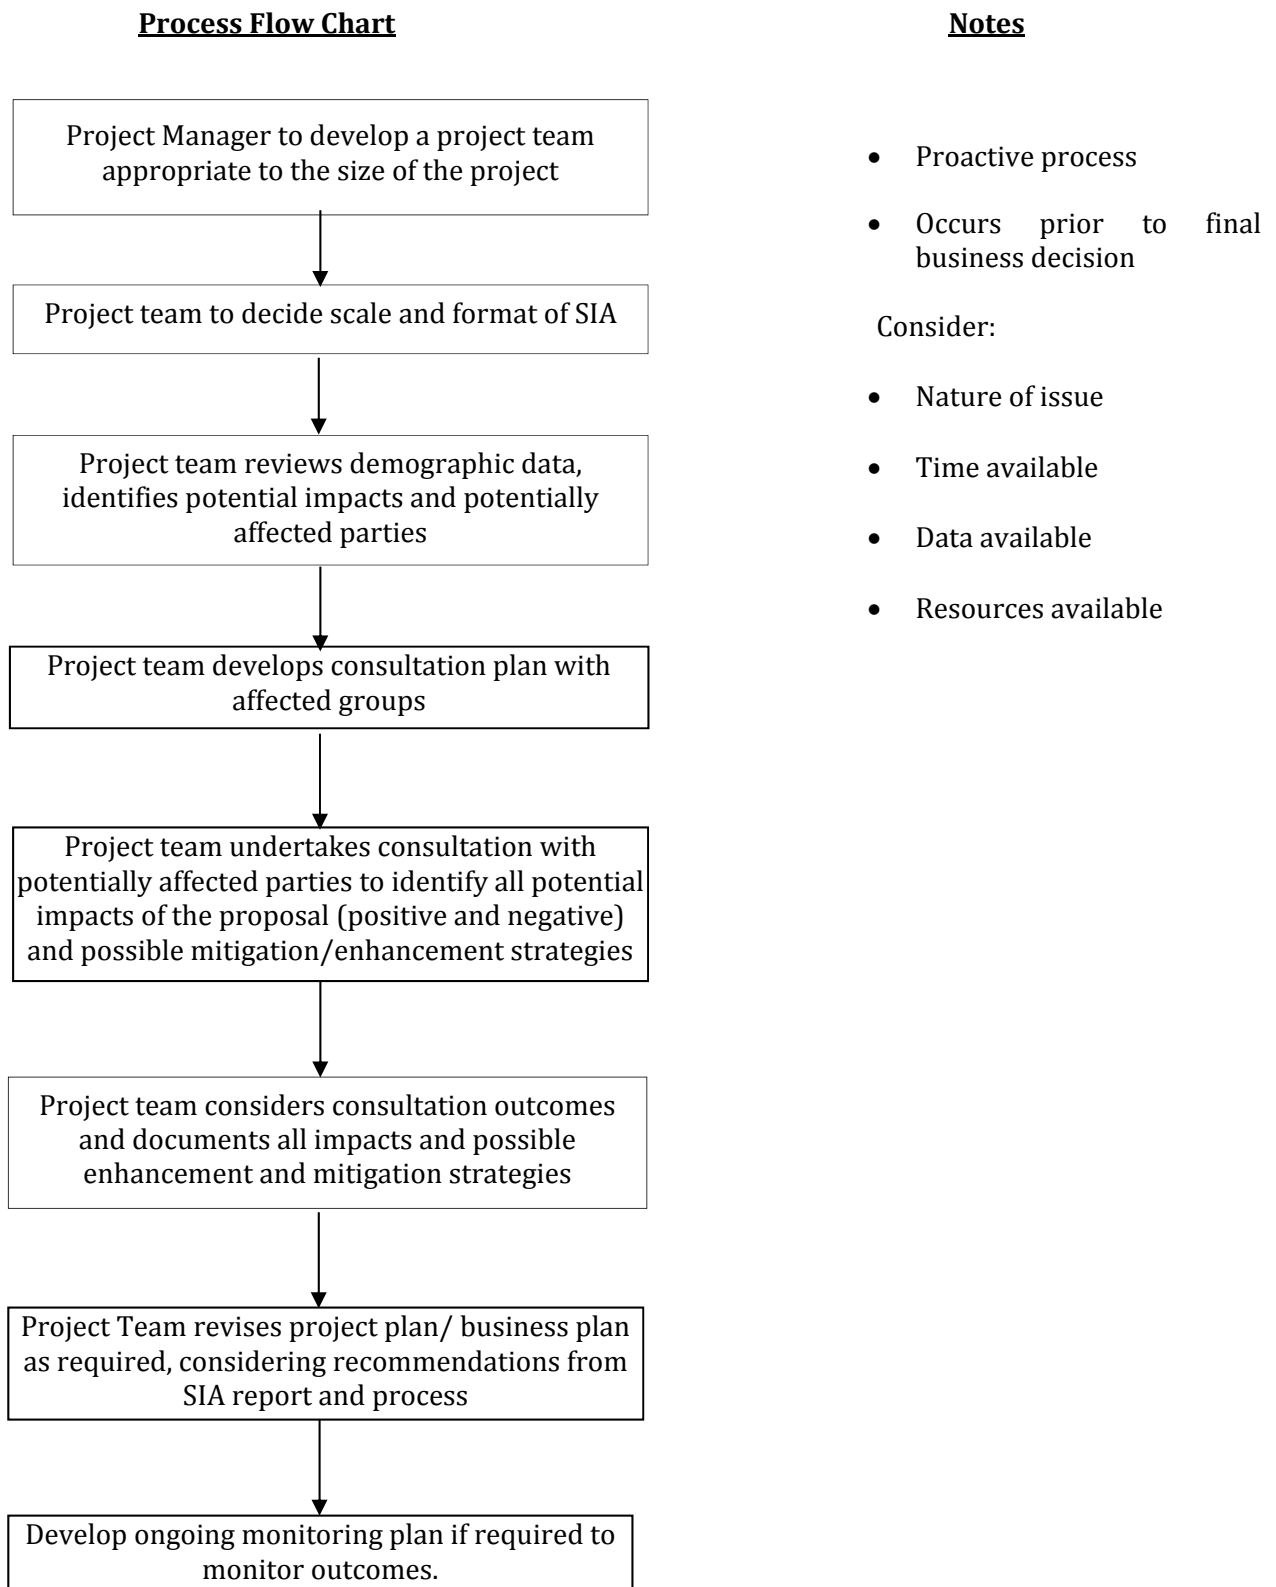 Process Flow Chart
Project Manager to develop a project team
appropriate to the size of the project
Project team to decide scale and format of SIA
Project team reviews demographic data,
identifies potential impacts and potentially
affected parties
Project team develops consultation plan with
affected groups
Project team undertakes consultation with
potentially affected parties to identify all potential
impacts of the proposal (positive and negative)
and possible mitigation/enhancement strategies
Project team considers consultation outcomes
and documents all impacts and possible
enhancement and mitigation strategies
Project Team revises project plan/ business plan
as required, considering recommendations from
SIA report and process
Develop ongoing monitoring plan if required to
monitor outcomes.
Notes
• Proactive process
• Occurs prior to final
business decision
Consider:
• Nature of issue
• Time available
• Data available
• Resources available